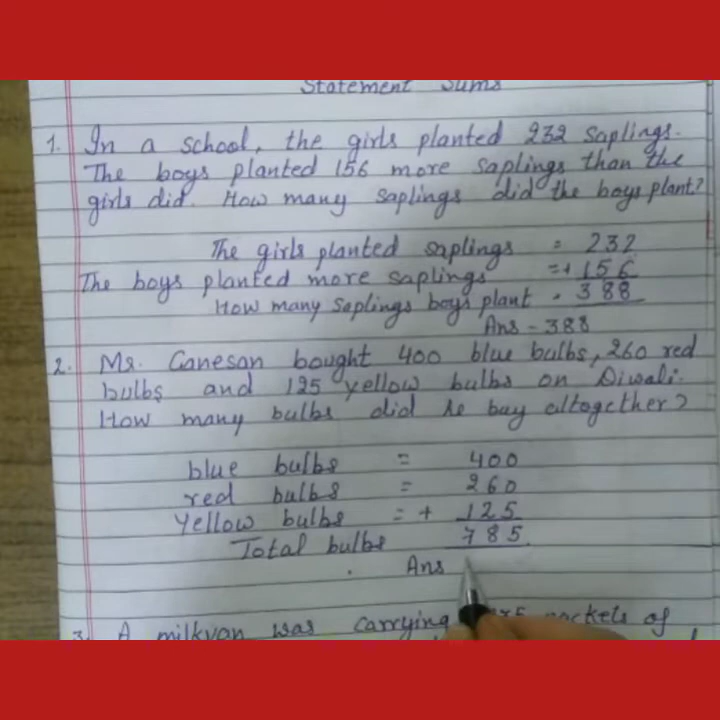 Statement Sums
1. In a school, the girls planted 232 saplings.
The boys planted 156 more saplings than the
girls did. How many saplings did the boys plant?
The girls planted saplings = 232
The boys planted more saplings =+ 156
How many saplings boys plant = 388
Ans - 388
2. Mr. Ganesan bought 400 blue bulbs, 260 red
bulbs and 125 yellow bulbs on Diwali.
How many bulbs did he buy altogether?
blue bulbs = 400
red bulbs = 260
Yellow bulbs = + 125
Total bulbs 785
Ans
3. A milkvan was carrying packets of